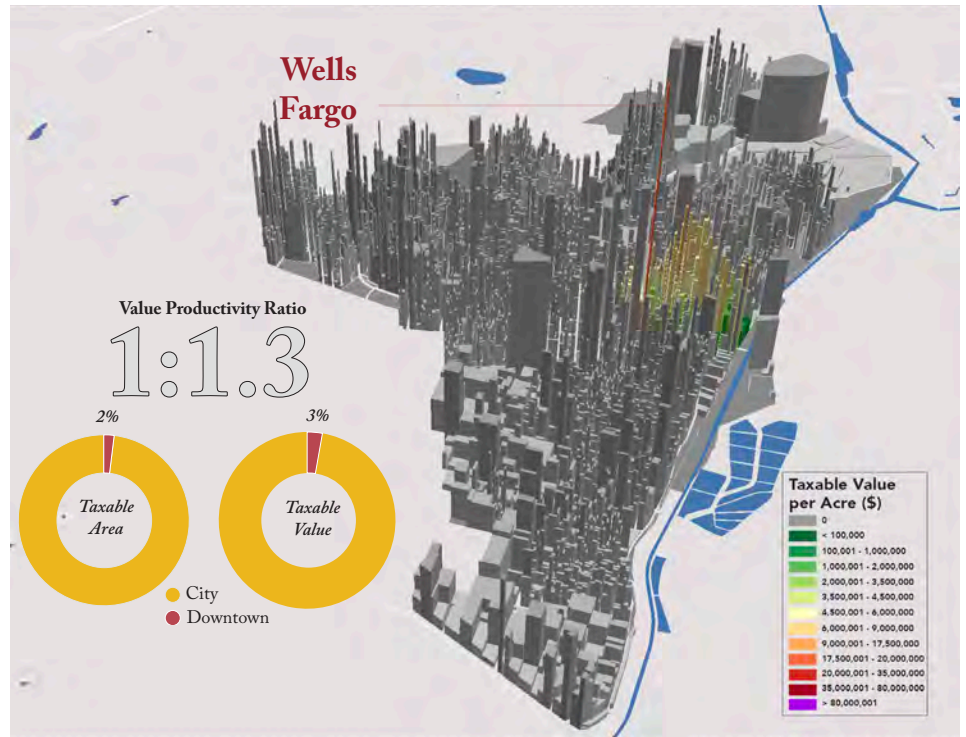 Wells
Fargo
Value Productivity Ratio
1:1.3
2%
3%
Taxable
Area
Taxable
Value
City
Downtown
Taxable Value
per Acre ($)
0
< 100,000
100,001 - 1,000,000
1,000,001 - 2,000,000
2,000,001 - 3,500,000
3,500,001 - 4,500,000
4,500,001 - 6,000,000
6,000,001 - 9,000,000
9,000,001 - 17,500,000
17,500,001 - 20,000,000
20,000,001 - 35,000,000
35,000,001 - 80,000,000
> 80,000,001